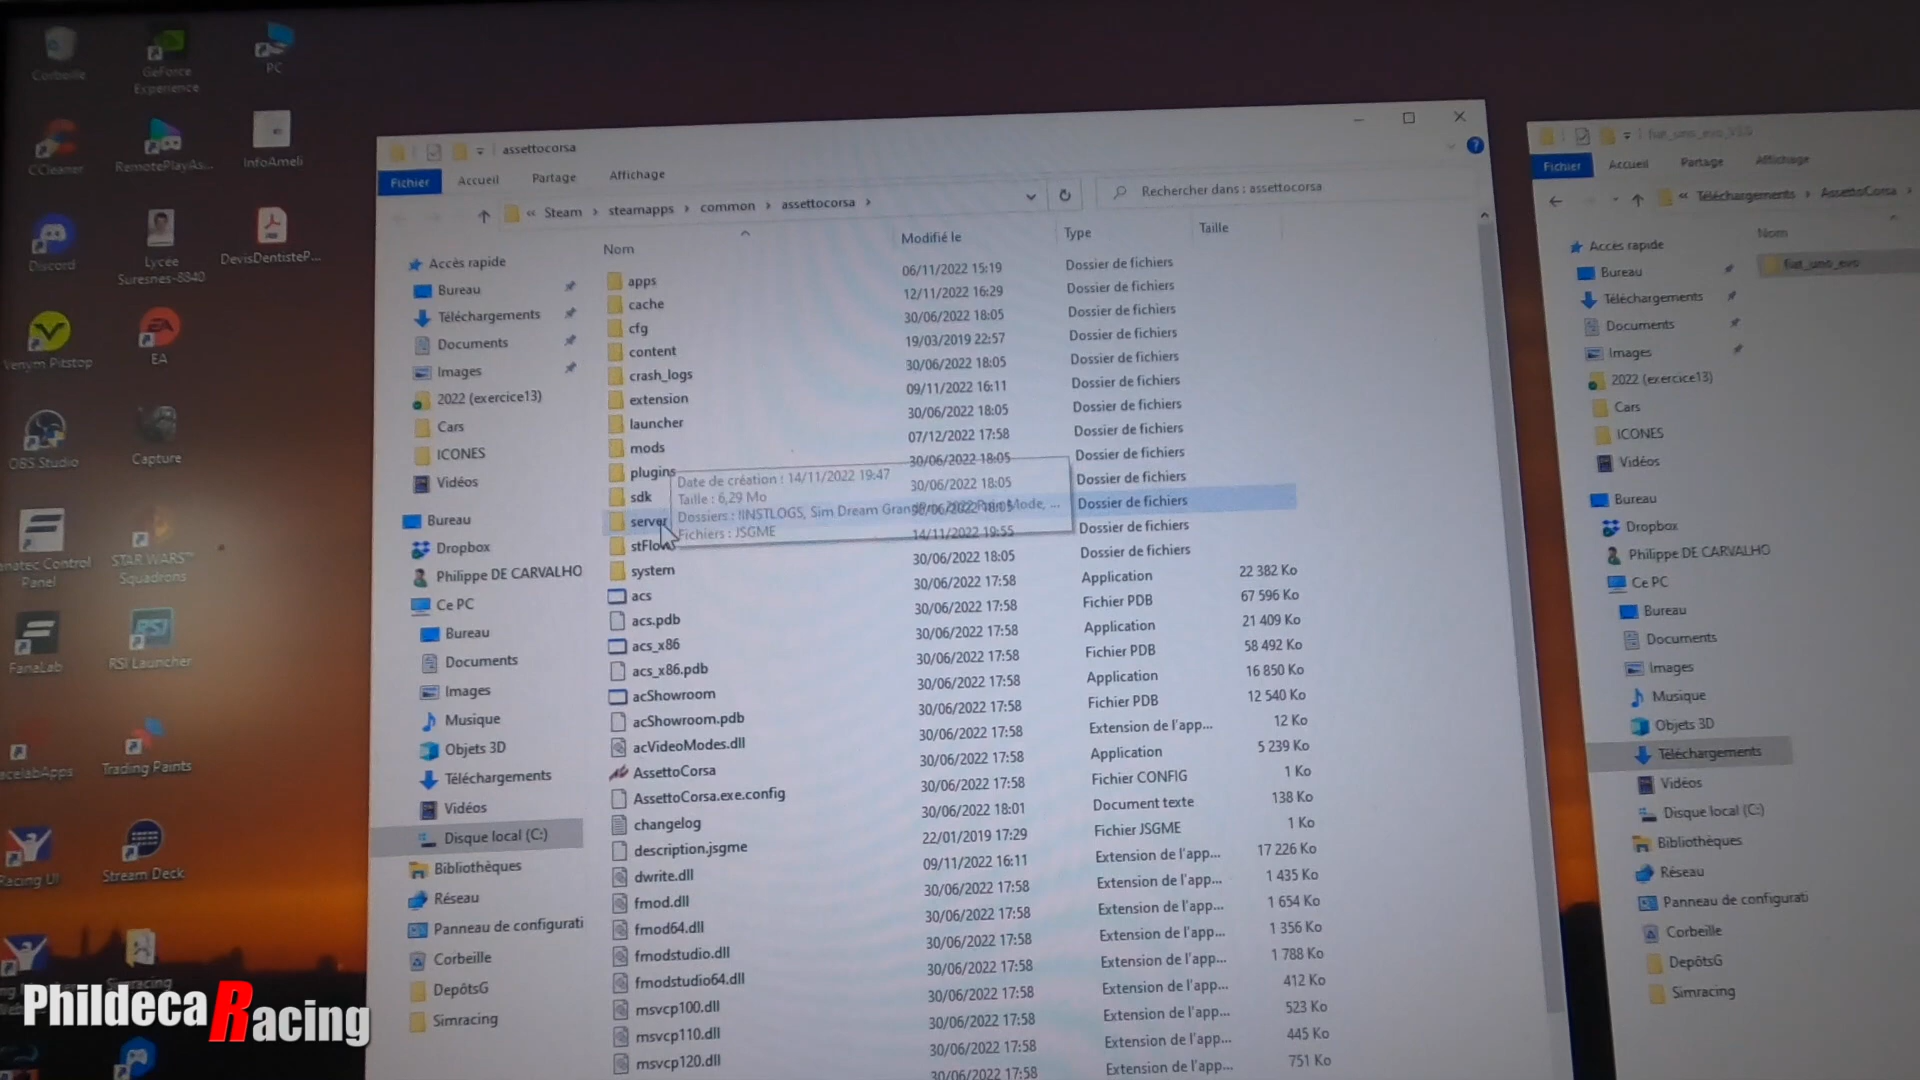 Corbeille
GeForce
Experience
PC
CCleaner
RemotePlayAs...
InfoAmeli
Discord
Lycée
Suresnes-8840
DevisDentisteP...
Venym Pitstop
EA
OBS Studio
Capture
Fanatec Control
Panel
STAR WARS™
Squadrons
FanaLab
RSI Launcher
Trading Paints
Racing UI
Stream Deck
Simracing
Phildeca Racing
assettocorsa
Fichier
Accueil
Partage
Affichage
« Steam › steamapps › common › assettocorsa ›
Rechercher dans : assettocorsa
Accès rapide
Bureau
Téléchargements
Documents
Images
2022 (exercice13)
Cars
ICONES
Vidéos
Bureau
Dropbox
Philippe DE CARVALHO
Ce PC
Bureau
Documents
Images
Musique
Objets 3D
Téléchargements
Vidéos
Disque local (C:)
Bibliothèques
Réseau
Panneau de configurati
Corbeille
DepôtsG
Simracing
Nom Modifié le Type Taille
apps 06/11/2022 15:19 Dossier de fichiers
cache 12/11/2022 16:29 Dossier de fichiers
cfg 30/06/2022 18:05 Dossier de fichiers
content 19/03/2019 22:57 Dossier de fichiers
crash_logs 30/06/2022 18:05 Dossier de fichiers
extension 09/11/2022 16:11 Dossier de fichiers
launcher 30/06/2022 18:05 Dossier de fichiers
mods 07/12/2022 17:58 Dossier de fichiers
plugins 30/06/2022 18:05 Dossier de fichiers
sdk 30/06/2022 18:05 Dossier de fichiers
server 30/06/2022 18:05 Dossier de fichiers
stFlow 14/11/2022 19:55 Dossier de fichiers
system 30/06/2022 18:05 Dossier de fichiers
acs 30/06/2022 17:58 Application 22 382 Ko
acs.pdb 30/06/2022 17:58 Fichier PDB 67 596 Ko
acs_x86 30/06/2022 17:58 Application 21 409 Ko
acs_x86.pdb 30/06/2022 17:58 Fichier PDB 58 492 Ko
acShowroom 30/06/2022 17:58 Application 16 850 Ko
acShowroom.pdb 30/06/2022 17:58 Fichier PDB 12 540 Ko
acVideoModes.dll 30/06/2022 17:58 Extension de l'app... 12 Ko
AssettoCorsa 30/06/2022 17:58 Application 5 239 Ko
AssettoCorsa.exe.config 30/06/2022 17:58 Fichier CONFIG 1 Ko
changelog 30/06/2022 18:01 Document texte 138 Ko
description.jsgme 22/01/2019 17:29 Fichier JSGME 1 Ko
dwrite.dll 09/11/2022 16:11 Extension de l'app... 17 226 Ko
fmod.dll 30/06/2022 17:58 Extension de l'app... 1 435 Ko
fmod64.dll 30/06/2022 17:58 Extension de l'app... 1 654 Ko
fmodstudio.dll 30/06/2022 17:58 Extension de l'app... 1 356 Ko
fmodstudio64.dll 30/06/2022 17:58 Extension de l'app... 1 788 Ko
msvcp100.dll 30/06/2022 17:58 Extension de l'app... 412 Ko
msvcp110.dll 30/06/2022 17:58 Extension de l'app... 523 Ko
msvcp120.dll 30/06/2022 17:58 Extension de l'app... 445 Ko
30/06/2022 17:58 Extension de l'app... 751 Ko
Date de création : 14/11/2022 19:47
Taille : 6,29 Mo
Dossiers : !INSTLOGS, Sim Dream Grand Mode, ...
Fichiers : JSGME
Fichier
Accueil
Partage
Affichage
« Téléchargements › AssettoCorsa ›
Nom
fiat_uno_evo
Accès rapide
Bureau
Téléchargements
Documents
Images
2022 (exercice13)
Cars
ICONES
Vidéos
Bureau
Dropbox
Philippe DE CARVALHO
Ce PC
Bureau
Documents
Images
Musique
Objets 3D
Téléchargements
Vidéos
Disque local (C:)
Bibliothèques
Réseau
Panneau de configurati
Corbeille
DepôtsG
Simracing